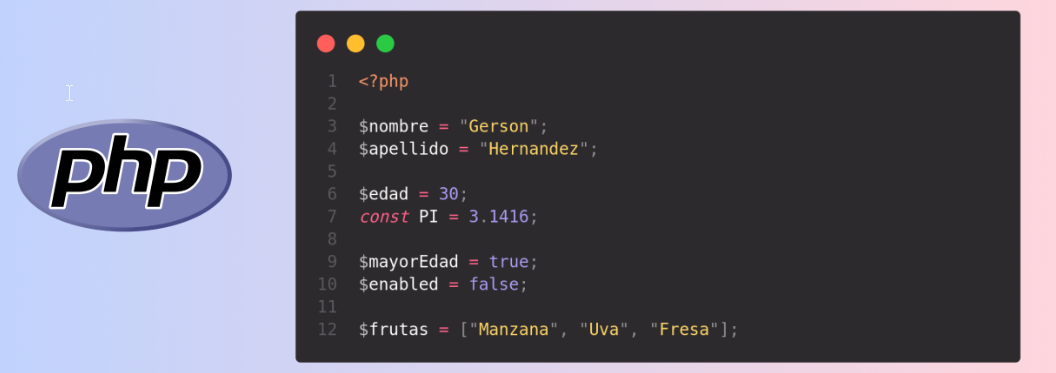 php
1 <?php
2
3 $nombre = "Gerson";
4 $apellido = "Hernandez";
5
6 $edad = 30;
7 const PI = 3.1416;
8
9 $mayorEdad = true;
10 $enabled = false;
11
12 $frutas = ["Manzana", "Uva", "Fresa"];